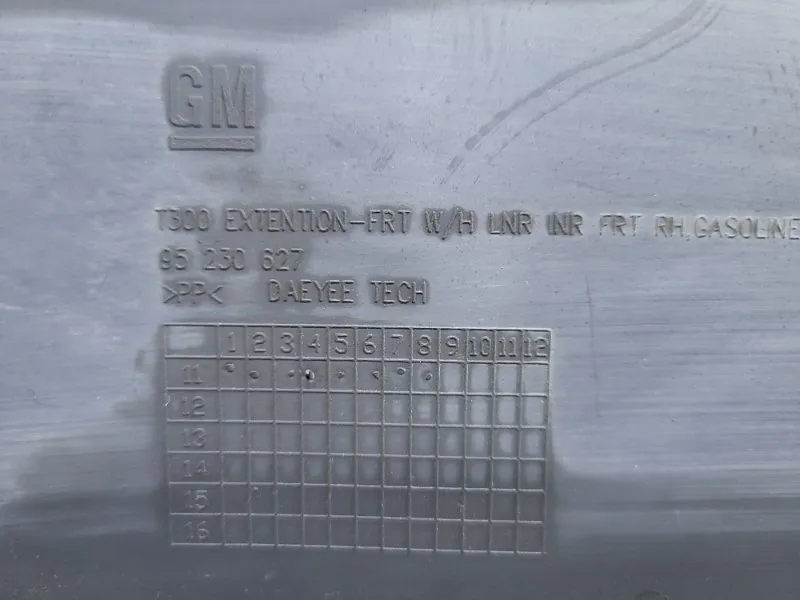 GM
T300 EXTENTION-FRT W/H LNR INR FRT RH,GASOLINE
95 230 627
>PP< DAEYEE TECH
1 2 3 4 5 6 7 8 9 10 11 12
11
12
13
14
15
16